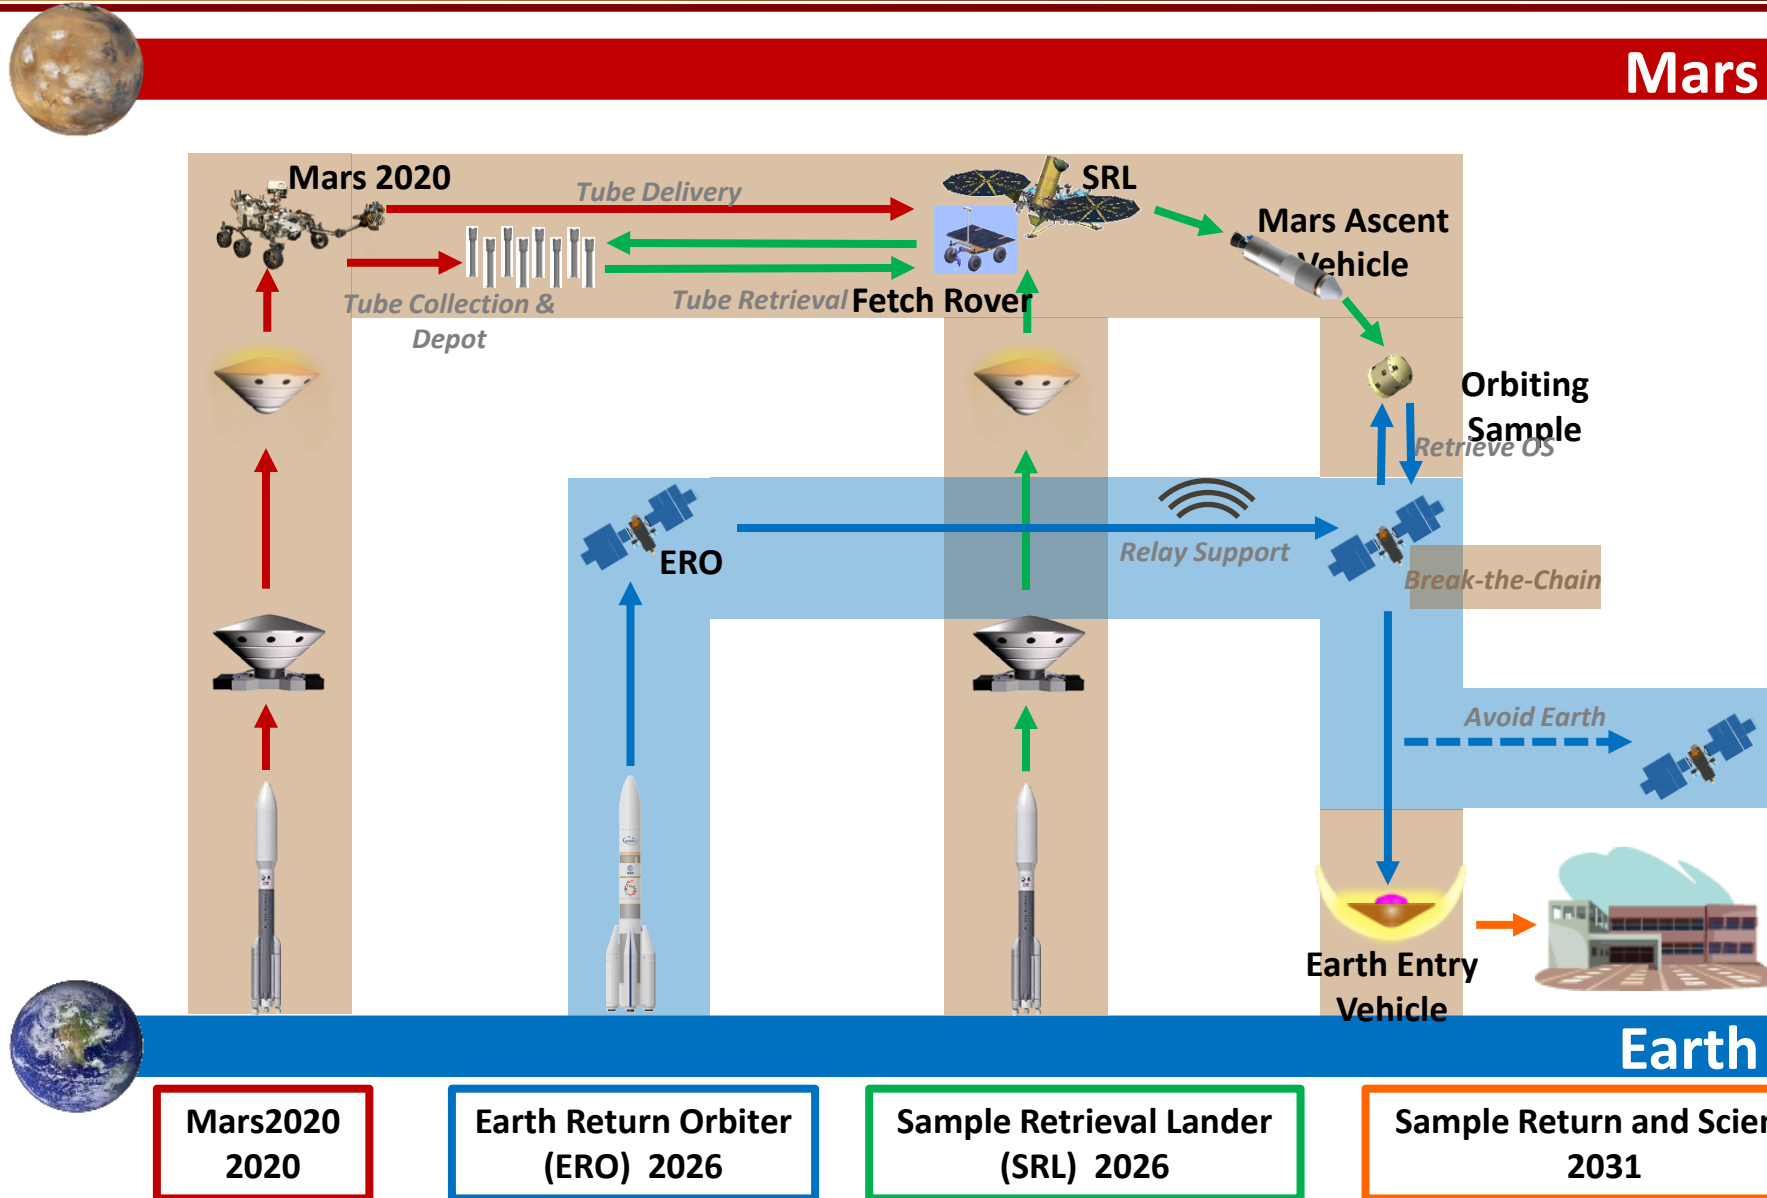 Mars
Mars 2020
Tube Delivery
SRL
Mars Ascent
Vehicle
Tube Collection &
Depot
Tube Retrieval
Fetch Rover
Orbiting
Sample
Retrieve OS
ERO
Relay Support
Break-the-Chain
Avoid Earth
Earth Entry
Vehicle
Earth
Mars2020
2020
Earth Return Orbiter
(ERO) 2026
Sample Retrieval Lander
(SRL) 2026
Sample Return and Scien
2031